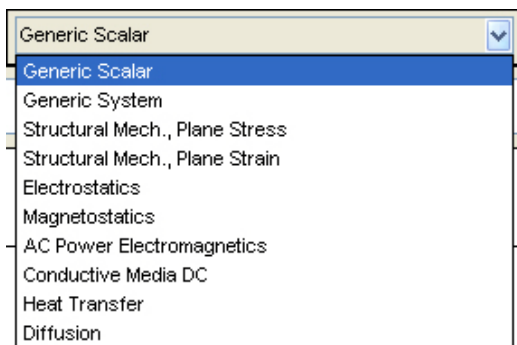 Generic Scalar
Generic Scalar
Generic System
Structural Mech., Plane Stress
Structural Mech., Plane Strain
Electrostatics
Magnetostatics
AC Power Electromagnetics
Conductive Media DC
Heat Transfer
Diffusion